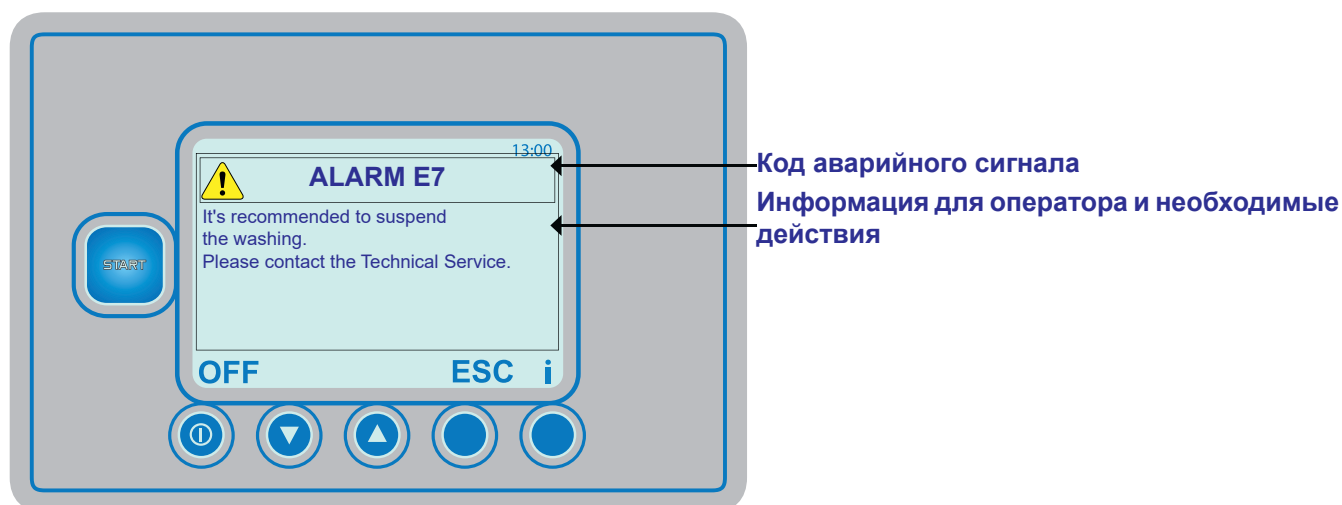 13:00
ALARM E7
Код аварийного сигнала
It's recommended to suspend
the washing.
Please contact the Technical Service.
Информация для оператора и необходимые
действия
START
OFF ESC i